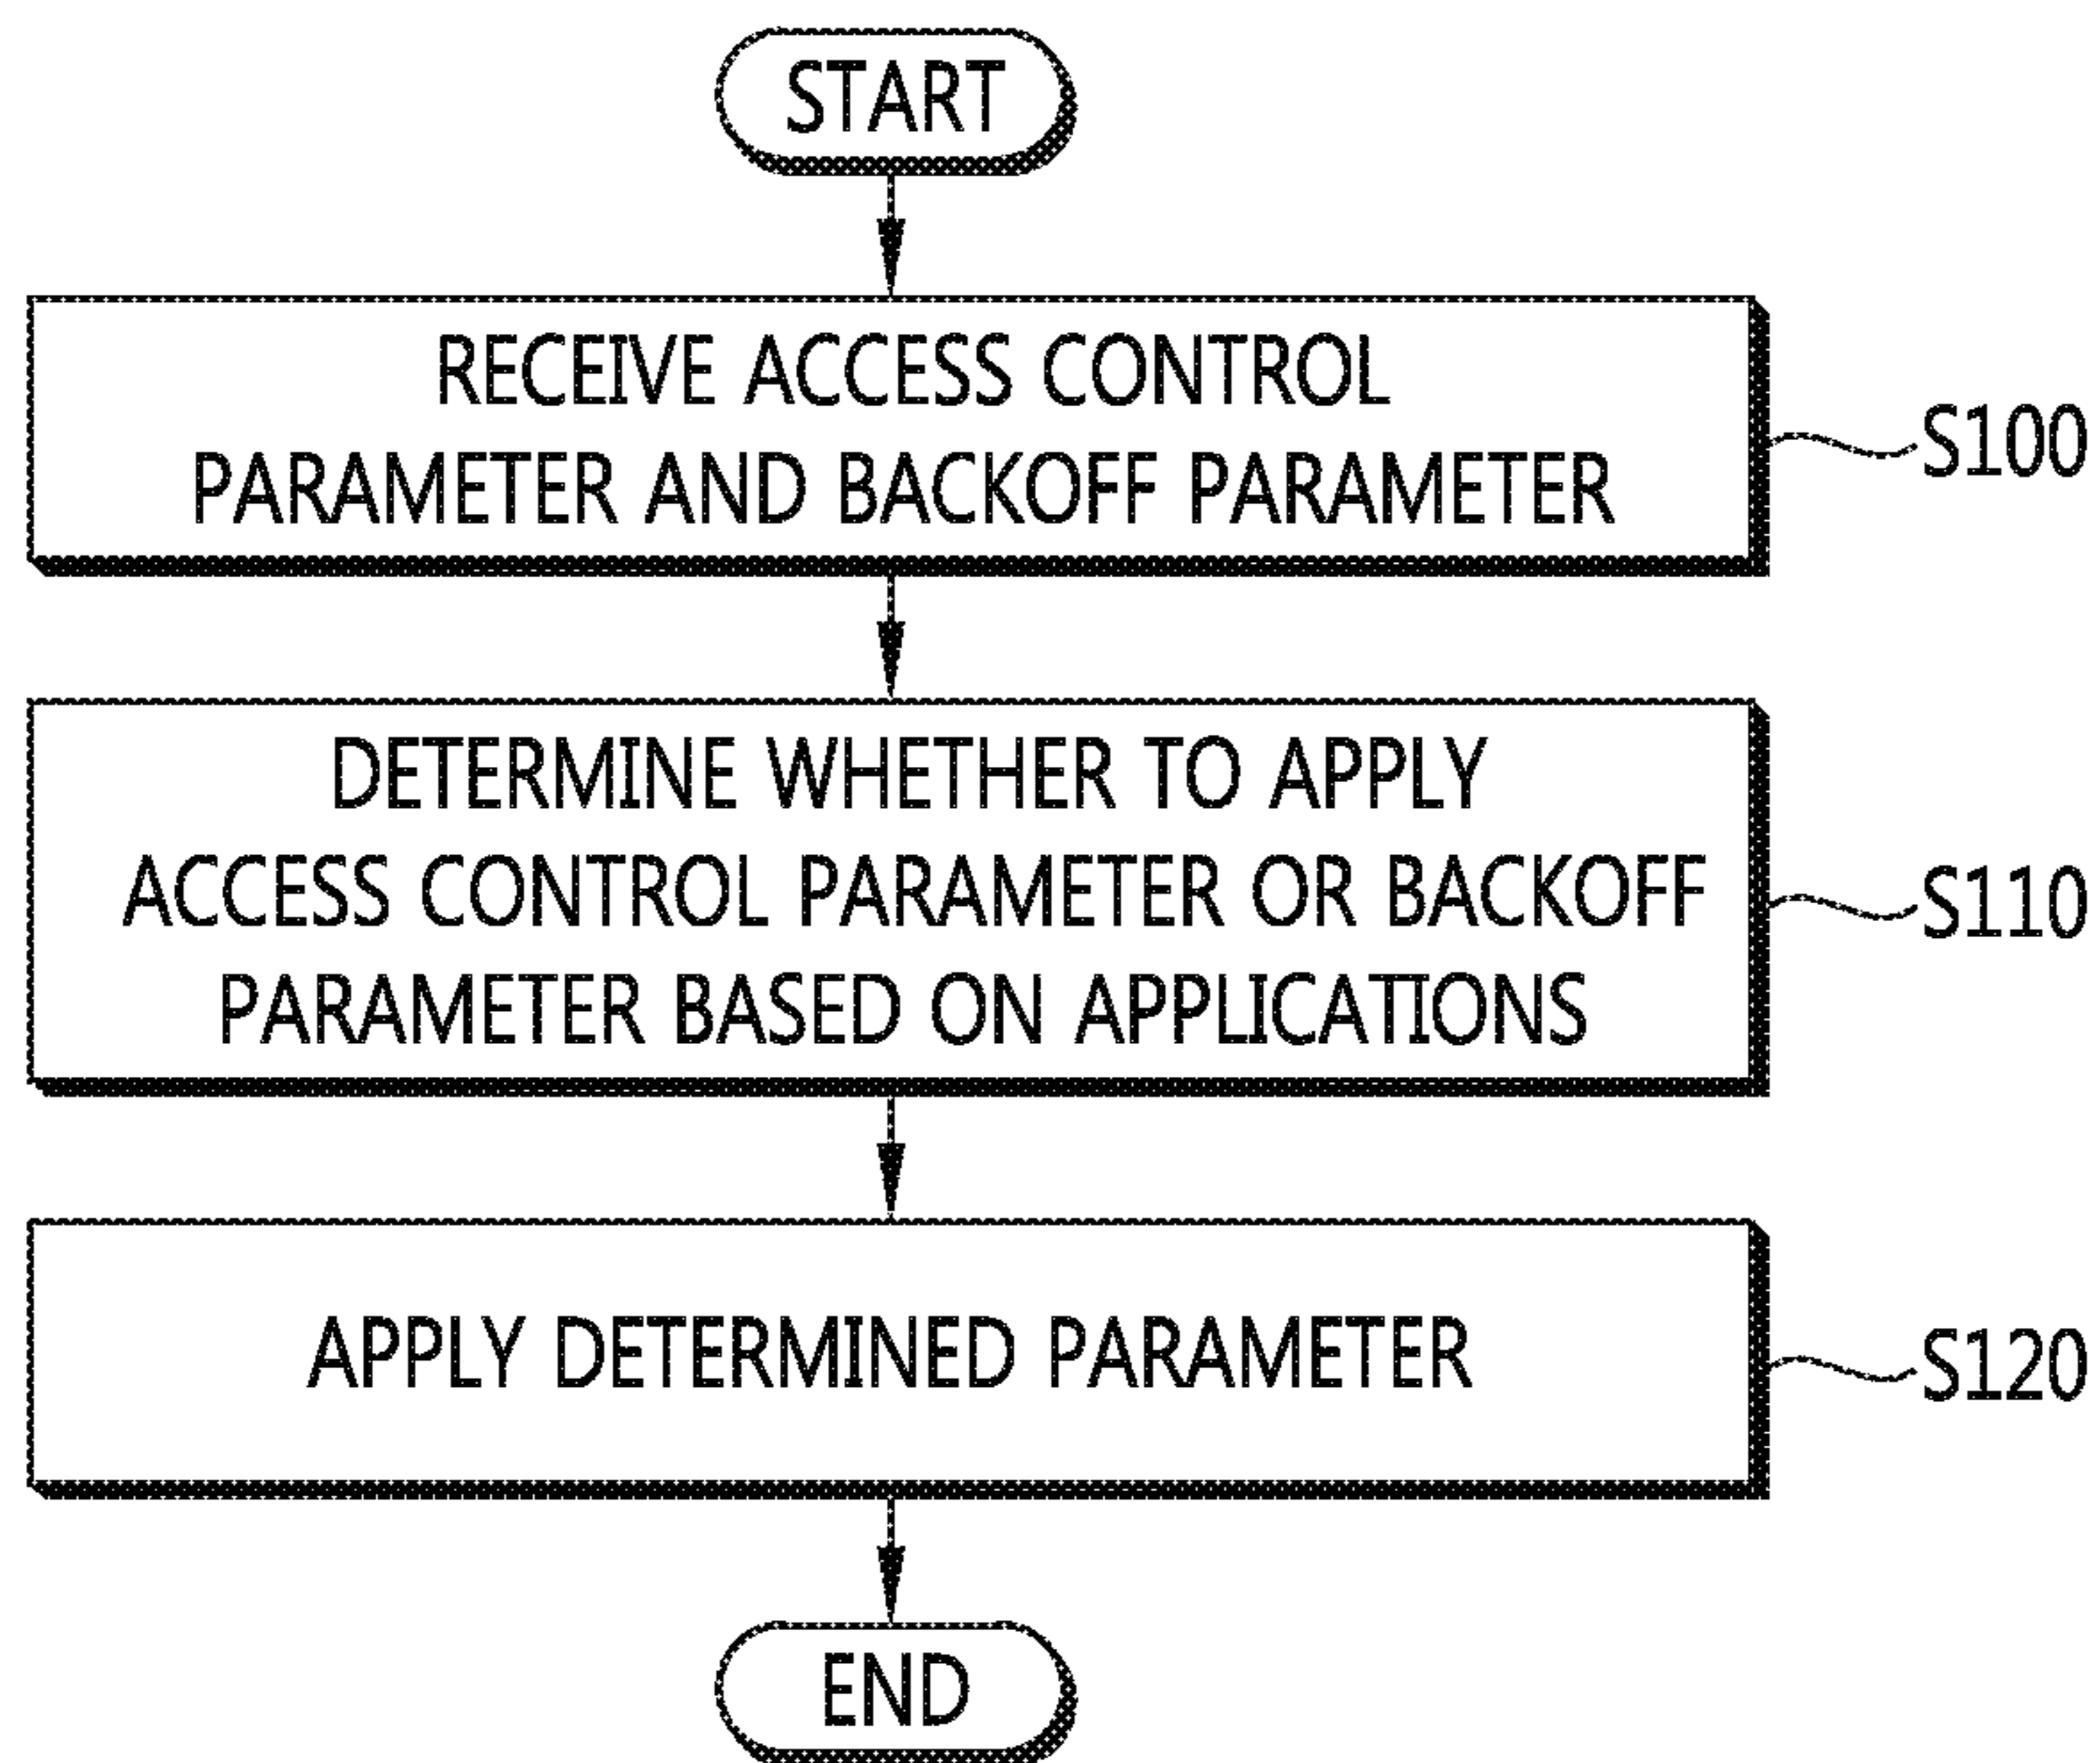 START
RECEIVE ACCESS CONTROL
PARAMETER AND BACKOFF PARAMETER
S100
DETERMINE WHETHER TO APPLY
ACCESS CONTROL PARAMETER OR BACKOFF
PARAMETER BASED ON APPLICATIONS
S110
APPLY DETERMINED PARAMETER
S120
END